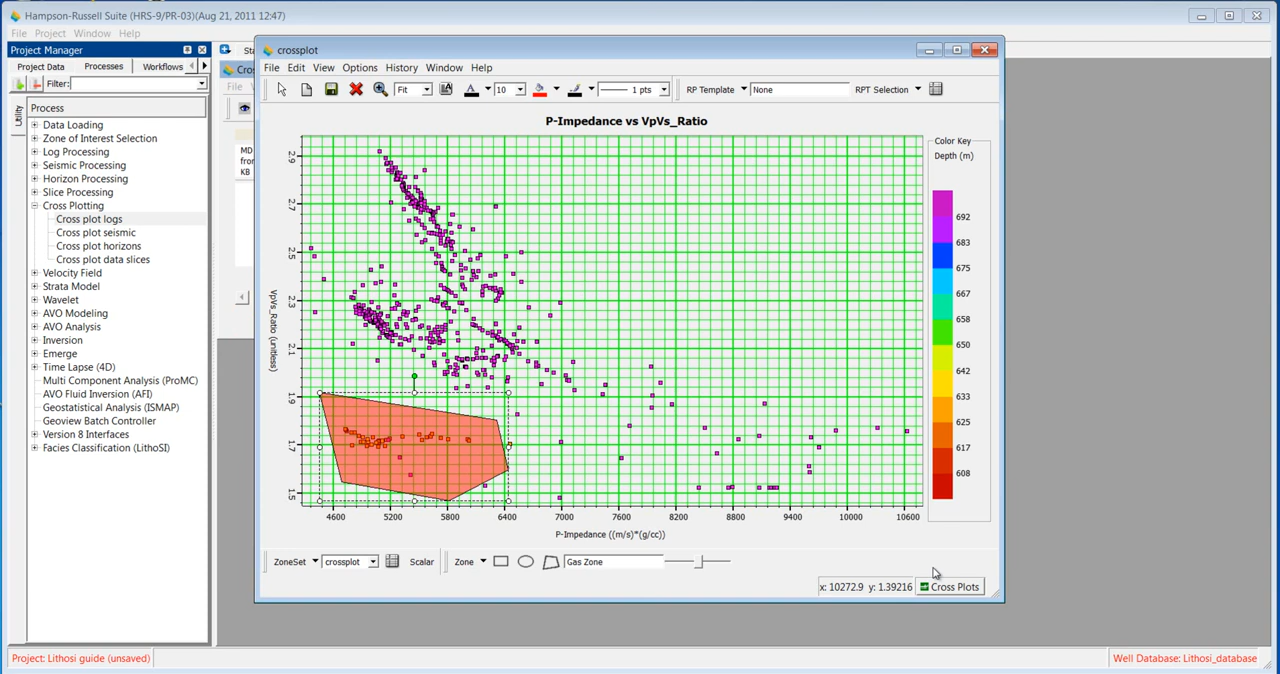 Hampson-Russell Suite (HRS-9/PR-03)(Aug 21, 2011 12:47)
File Project Window Help
Project Manager
Project Data Processes Workflows
Filter:
Utility
Process
Data Loading
Zone of Interest Selection
Log Processing
Seismic Processing
Horizon Processing
Slice Processing
Cross Plotting
Cross plot logs
Cross plot seismic
Cross plot horizons
Cross plot data slices
Velocity Field
Strata Model
Wavelet
AVO Modeling
AVO Analysis
Inversion
Emerge
Time Lapse (4D)
Multi Component Analysis (ProMC)
AVO Fluid Inversion (AFI)
Geostatistical Analysis (ISMAP)
Geoview Batch Controller
Version 8 Interfaces
Facies Classification (LithoSI)
Sta
Cro
File
MD
from
KB
crossplot
File Edit View Options History Window Help
Fit A 10 1 pts RP Template None RPT Selection
P-Impedance vs VpVs_Ratio
VpVs_Ratio (unitless)
2.9
2.7
2.5
2.3
2.1
1.9
1.7
1.5
4600 5200 5800 6400 7000 7600 8200 8800 9400 10000 10600
P-Impedance ((m/s)*(g/cc))
Color Key
Depth (m)
692
683
675
667
658
650
642
633
625
617
608
ZoneSet crossplot Scalar Zone Gas Zone
x: 10272.9 y: 1.39216 Cross Plots
Project: Lithosi guide (unsaved)
Well Database: Lithosi_database